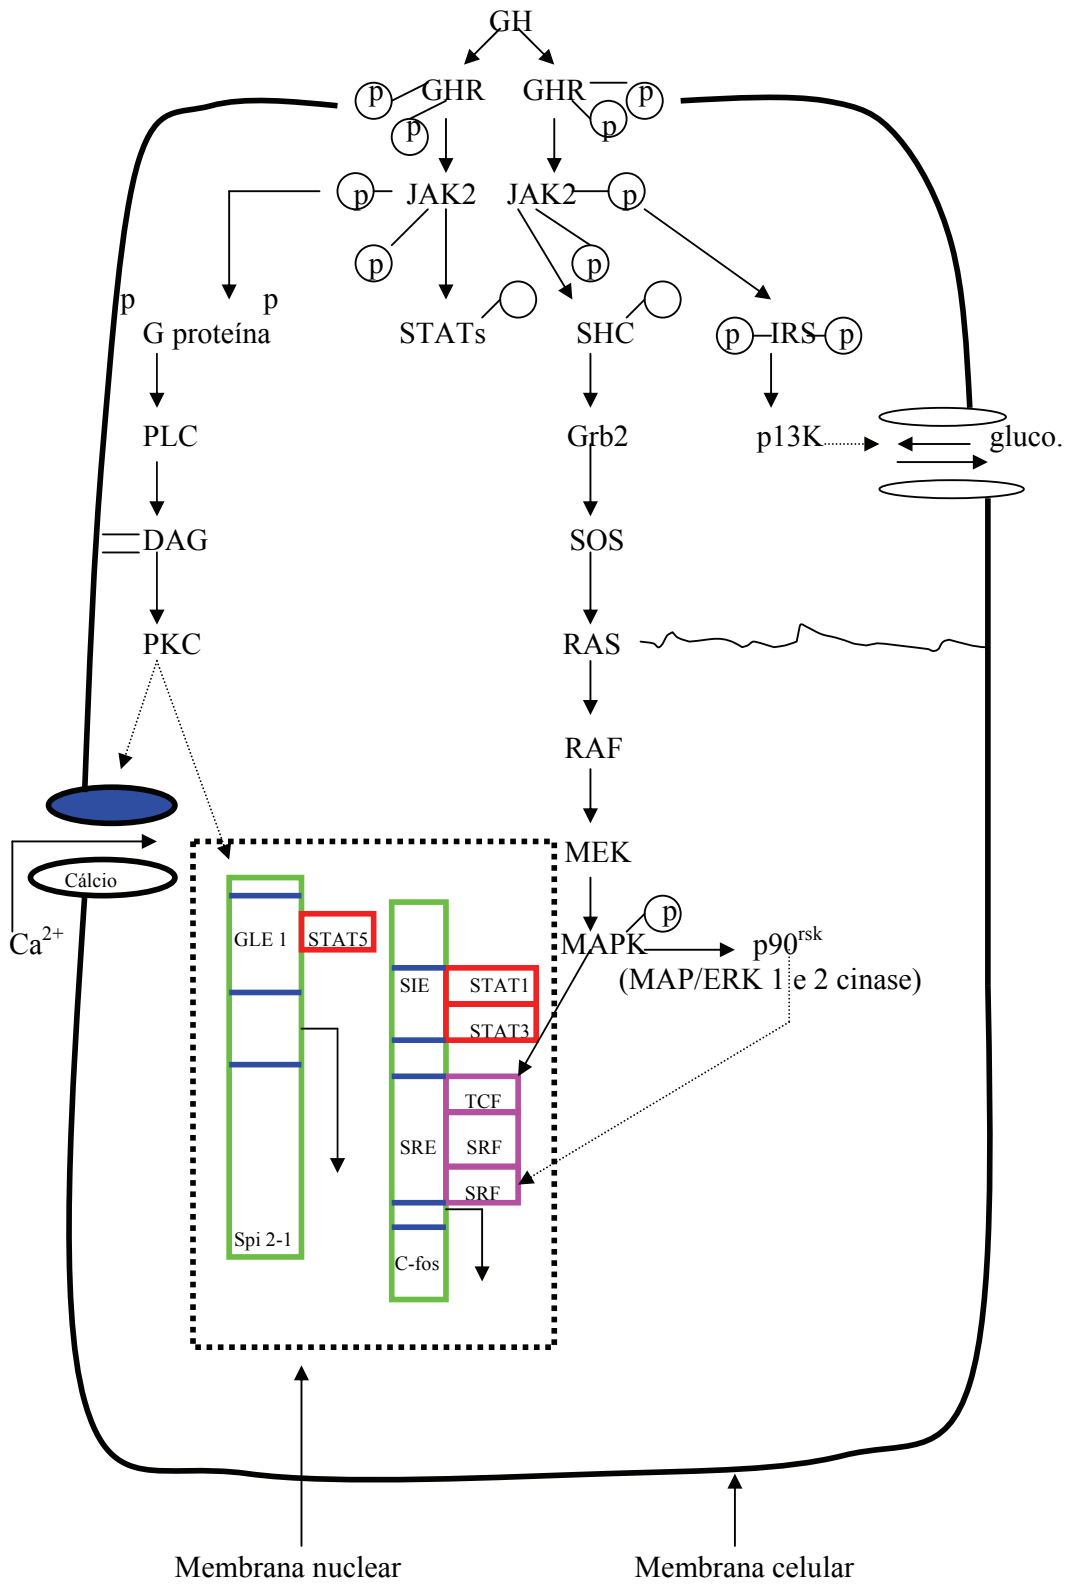 GH
p GHR GHR p
p p
p JAK2 JAK2 p
p p
p p
G proteína STATs SHC p IRS p
PLC Grb2 p13K gluco.
DAG SOS
PKC RAS
RAF
MEK
Cálcio
p
Ca2+ GLE 1 STAT5 MAPK p90rsk
(MAP/ERK 1 e 2 cinase)
SIE STAT1
STAT3
TCF
SRE SRF
SRF
Spi 2-1
C-fos
Membrana nuclear Membrana celular